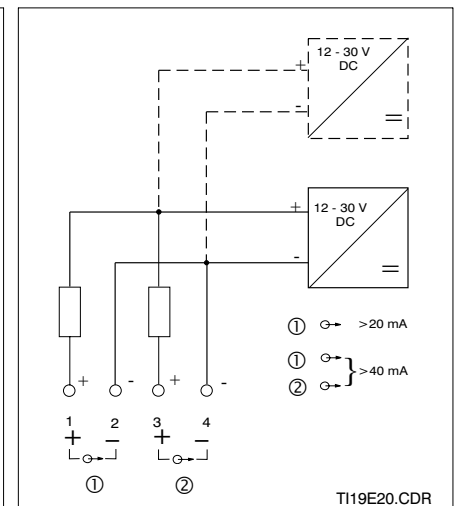 12 - 30 V
DC
+
-
=
12 - 30 V
DC
+
-
=
① >20 mA
①
② } >40 mA
+ - + -
1 2 3 4
+ − + −
① ②
TI19E20.CDR